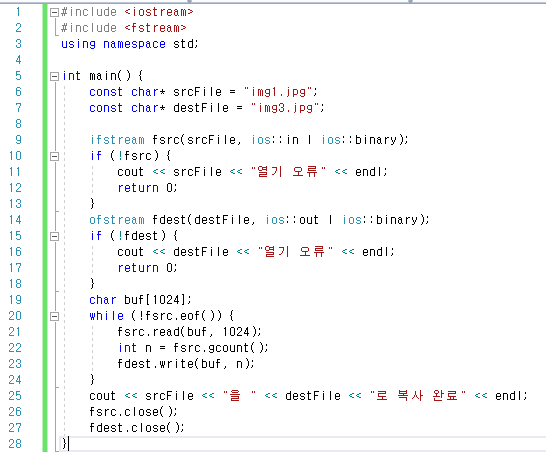 1 #include <iostream>
2 #include <fstream>
3 using namespace std;
4
5 int main() {
6 const char* srcFile = "img1.jpg";
7 const char* destFile = "img3.jpg";
8
9 ifstream fsrc(srcFile, ios::in | ios::binary);
10 if (!fsrc) {
11 cout << srcFile << "열기 오류" << endl;
12 return 0;
13 }
14 ofstream fdest(destFile, ios::out | ios::binary);
15 if (!fdest) {
16 cout << destFile << "열기 오류" << endl;
17 return 0;
18 }
19 char buf[1024];
20 while (!fsrc.eof()) {
21 fsrc.read(buf, 1024);
22 int n = fsrc.gcount();
23 fdest.write(buf, n);
24 }
25 cout << srcFile << "을 " << destFile << "로 복사 완료" << endl;
26 fsrc.close();
27 fdest.close();
28 }